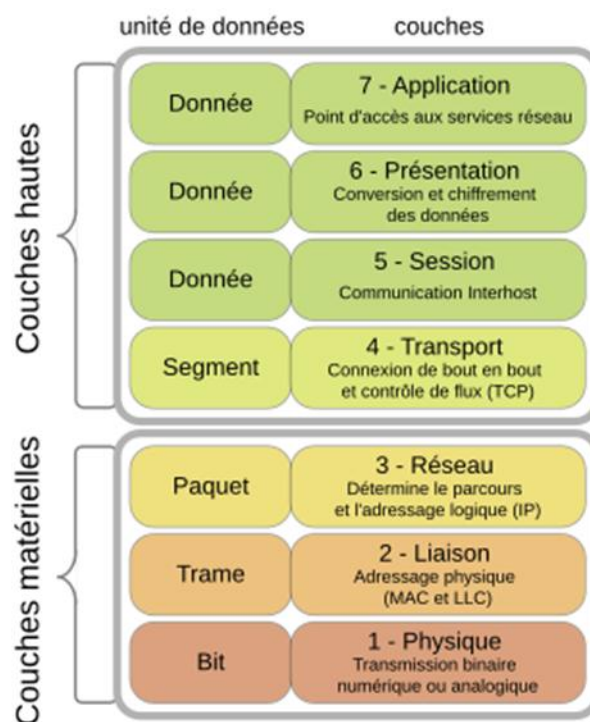 unité de données
couches
Couches hautes
Donnée
7 - Application
Point d'accès aux services réseau
Donnée
6 - Présentation
Conversion et chiffrement
des données
Donnée
5 - Session
Communication Interhost
Segment
4 - Transport
Connexion de bout en bout
et contrôle de flux (TCP)
Couches matérielles
Paquet
3 - Réseau
Détermine le parcours
et l'adressage logique (IP)
Trame
2 - Liaison
Adressage physique
(MAC et LLC)
Bit
1 - Physique
Transmission binaire
numérique ou analogique